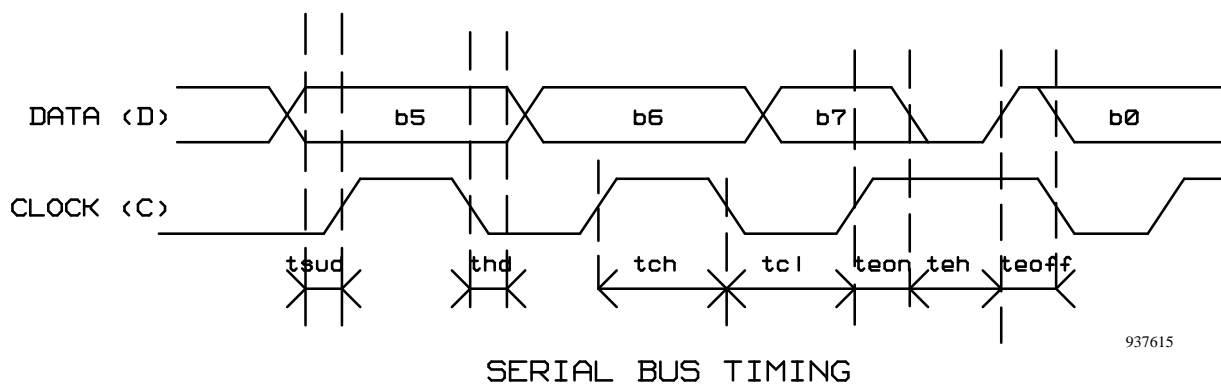 DATA (D)
b5
b6
b7
b0
CLOCK (C)
tsud
thd
tch
tcl
teon
teh
teoff
937615
SERIAL BUS TIMING